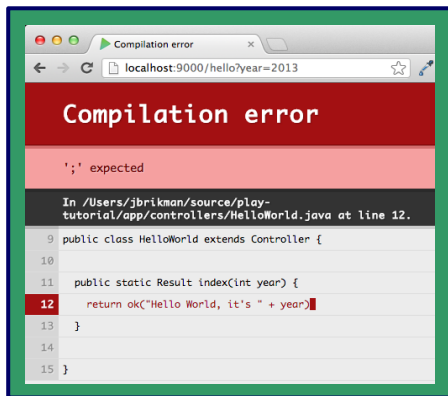 Compilation error
localhost:9000/hello?year=2013
Compilation error
';' expected
In /Users/jbrikman/source/play-
tutorial/app/controllers/HelloWorld.java at line 12.
9 public class HelloWorld extends Controller {
10
11 public static Result index(int year) {
12 return ok("Hello World, it's " + year)
13 }
14
15 }